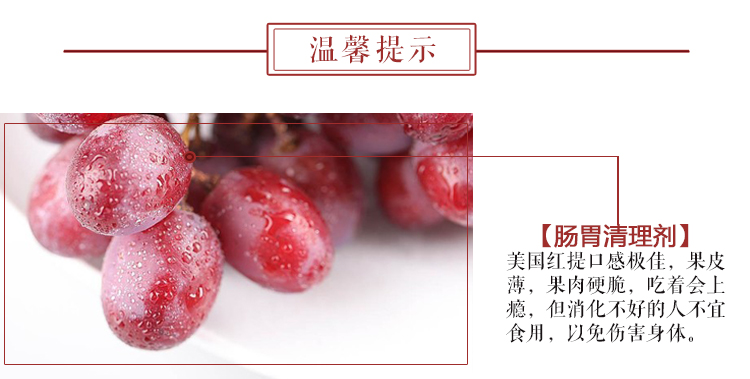 温馨提示
【肠胃清理剂】
美国红提口感极佳，果皮
薄，果肉硬脆，吃着会上
瘾，但消化不好的人不宜
食用，以免伤害身体。